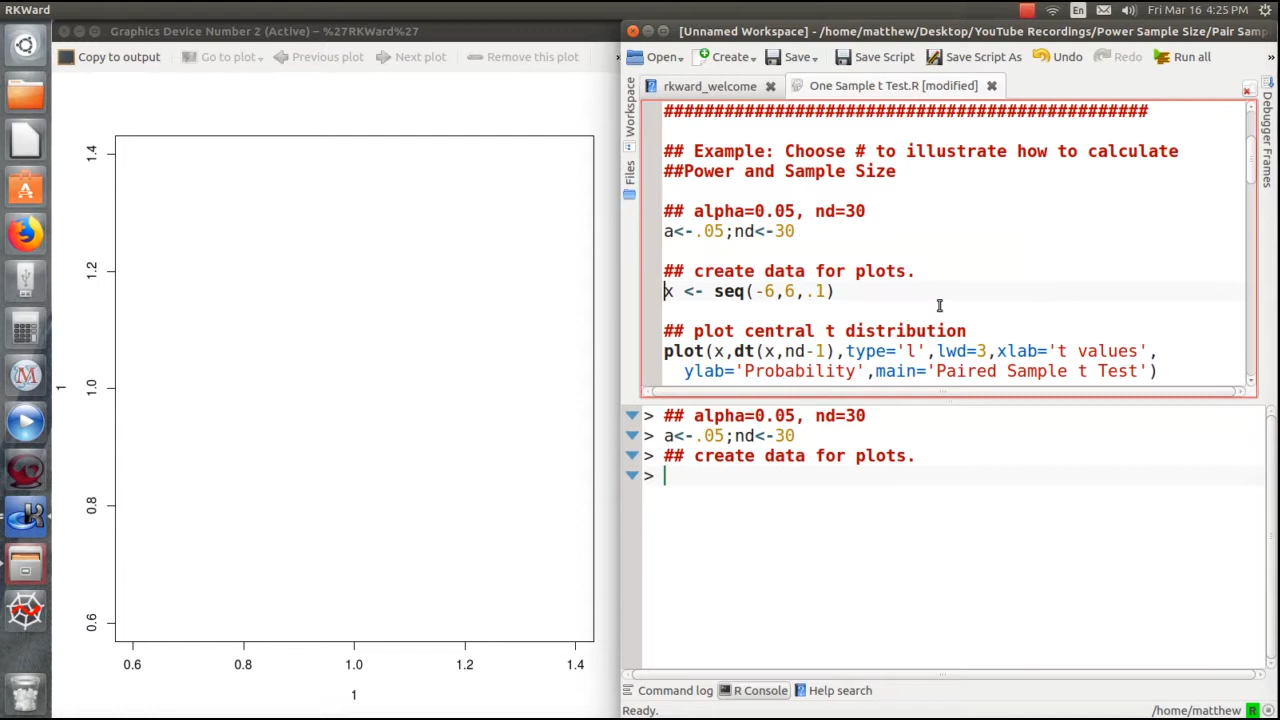 RKWard
En
Fri Mar 16 4:25 PM
Graphics Device Number 2 (Active) – %27RKWard%27
[Unnamed Workspace] - /home/matthew/Desktop/YouTube Recordings/Power Sample Size/Pair Samp
Copy to output
Go to plot
Previous plot
Next plot
Remove this plot
»
Open
Create
Save
Save Script
Save Script As
Undo
Redo
Run all
»
rkward_welcome
One Sample t Test.R [modified]
Workspace
Files
Debugger Frames
################################################
## Example: Choose # to illustrate how to calculate
##Power and Sample Size
## alpha=0.05, nd=30
a<-.05;nd<-30
## create data for plots.
x <- seq(-6,6,.1)
## plot central t distribution
plot(x,dt(x,nd-1),type='l',lwd=3,xlab='t values',
ylab='Probability',main='Paired Sample t Test')
> ## alpha=0.05, nd=30
> a<-.05;nd<-30
> ## create data for plots.
>
1.4
1.2
1.0
0.8
0.6
1
0.6
0.8
1.0
1.2
1.4
1
Command log
R Console
Help search
Ready.
/home/matthew
R